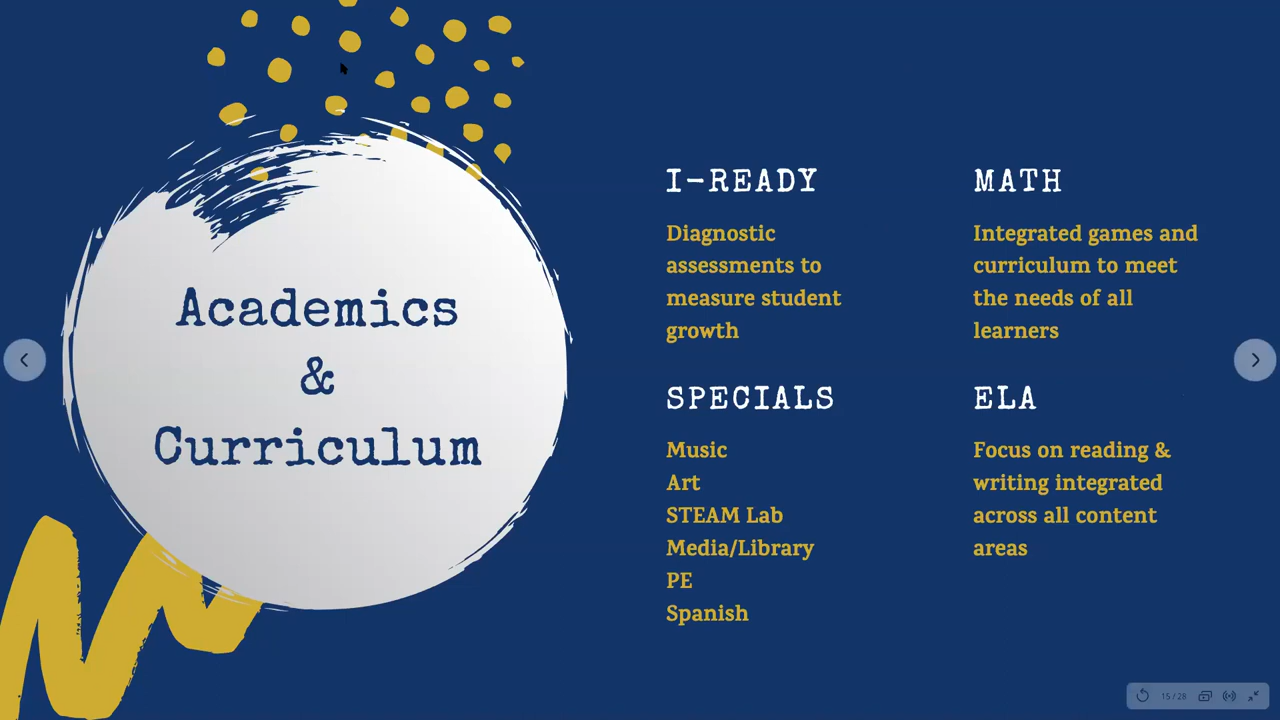 Academics
&
Curriculum
I-READY
Diagnostic
assessments to
measure student
growth
MATH
Integrated games and
curriculum to meet
the needs of all
learners
SPECIALS
Music
Art
STEAM Lab
Media/Library
PE
Spanish
ELA
Focus on reading &
writing integrated
across all content
areas
15 / 28